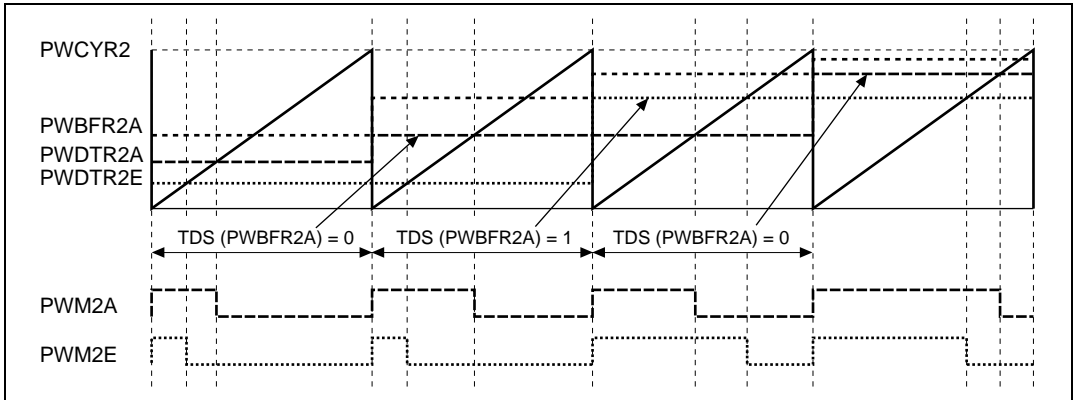 PWCYR2
PWBFR2A
PWDTR2A
PWDTR2E
TDS (PWBFR2A) = 0 TDS (PWBFR2A) = 1 TDS (PWBFR2A) = 0
PWM2A
PWM2E